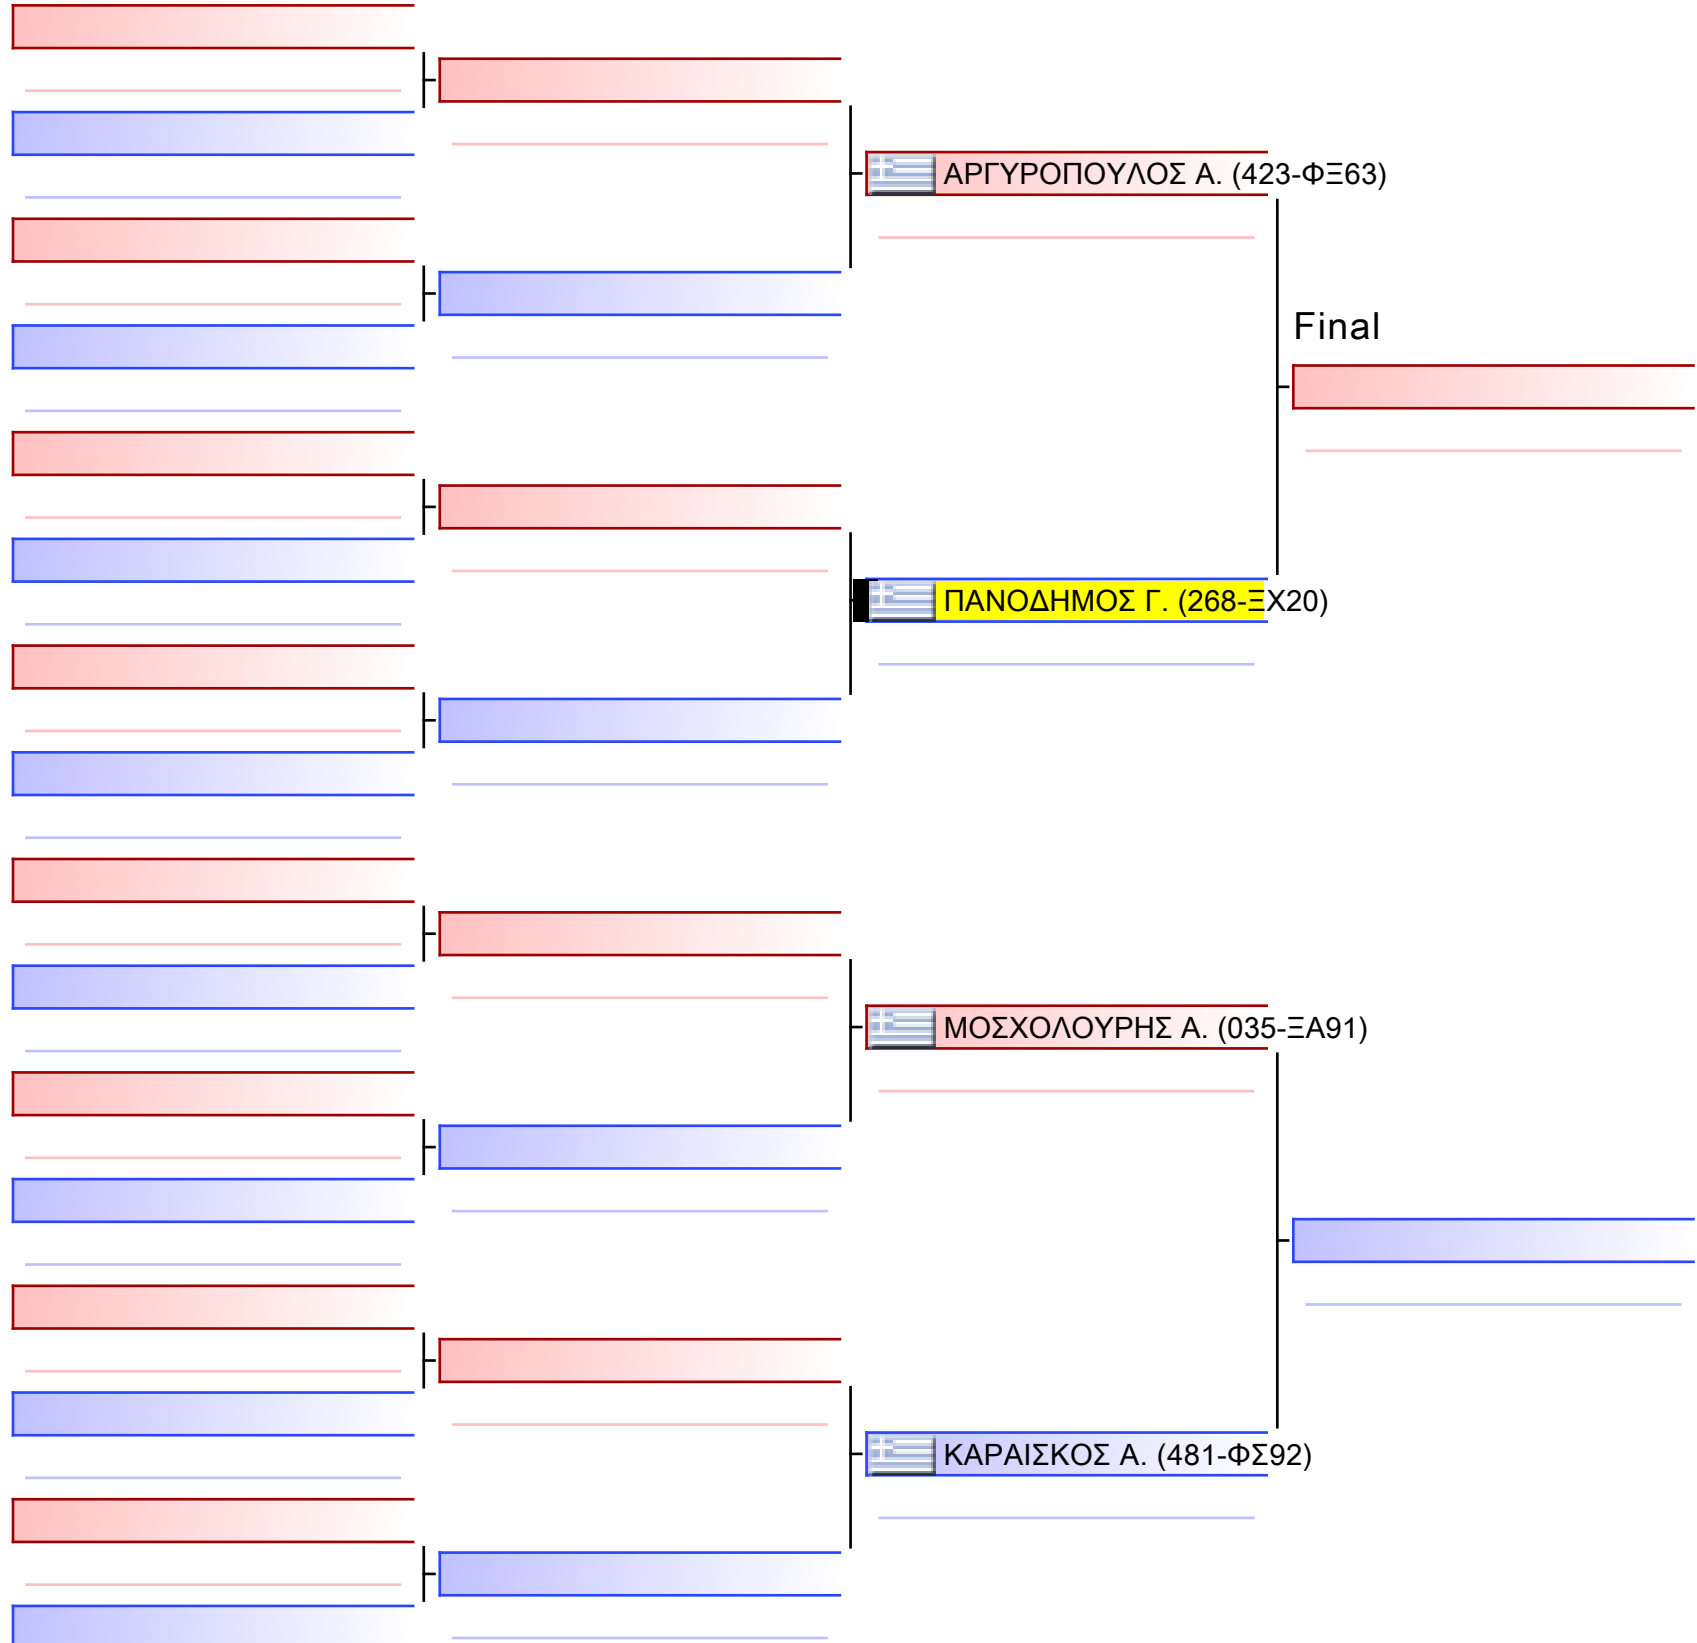 ΑΡΓΥΡΟΠΟΥΛΟΣ Α. (423-ΦΞ63)
Final
ΠΑΝΟΔΗΜΟΣ Γ. (268-ΞΧ20)
ΜΟΣΧΟΛΟΥΡΗΣ Α. (035-ΞΑ91)
ΚΑΡΑΙΣΚΟΣ Α. (481-ΦΣ92)